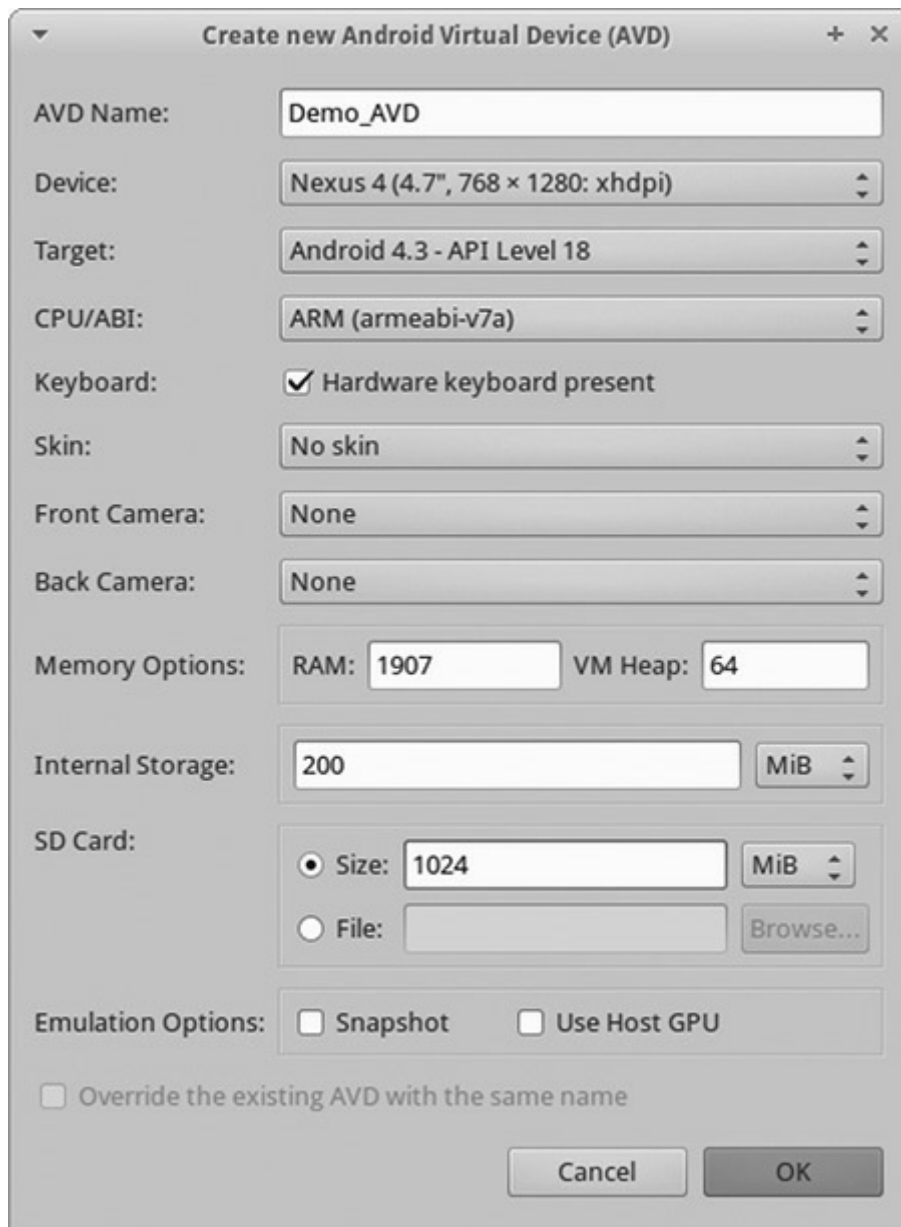 Create new Android Virtual Device (AVD)
AVD Name: Demo_AVD
Device: Nexus 4 (4.7", 768 × 1280: xhdpi)
Target: Android 4.3 - API Level 18
CPU/ABI: ARM (armeabi-v7a)
Keyboard: Hardware keyboard present
Skin: No skin
Front Camera: None
Back Camera: None
Memory Options: RAM: 1907 VM Heap: 64
Internal Storage: 200 MiB
SD Card:
Size: 1024 MiB
File: Browse...
Emulation Options: Snapshot Use Host GPU
Override the existing AVD with the same name
Cancel OK